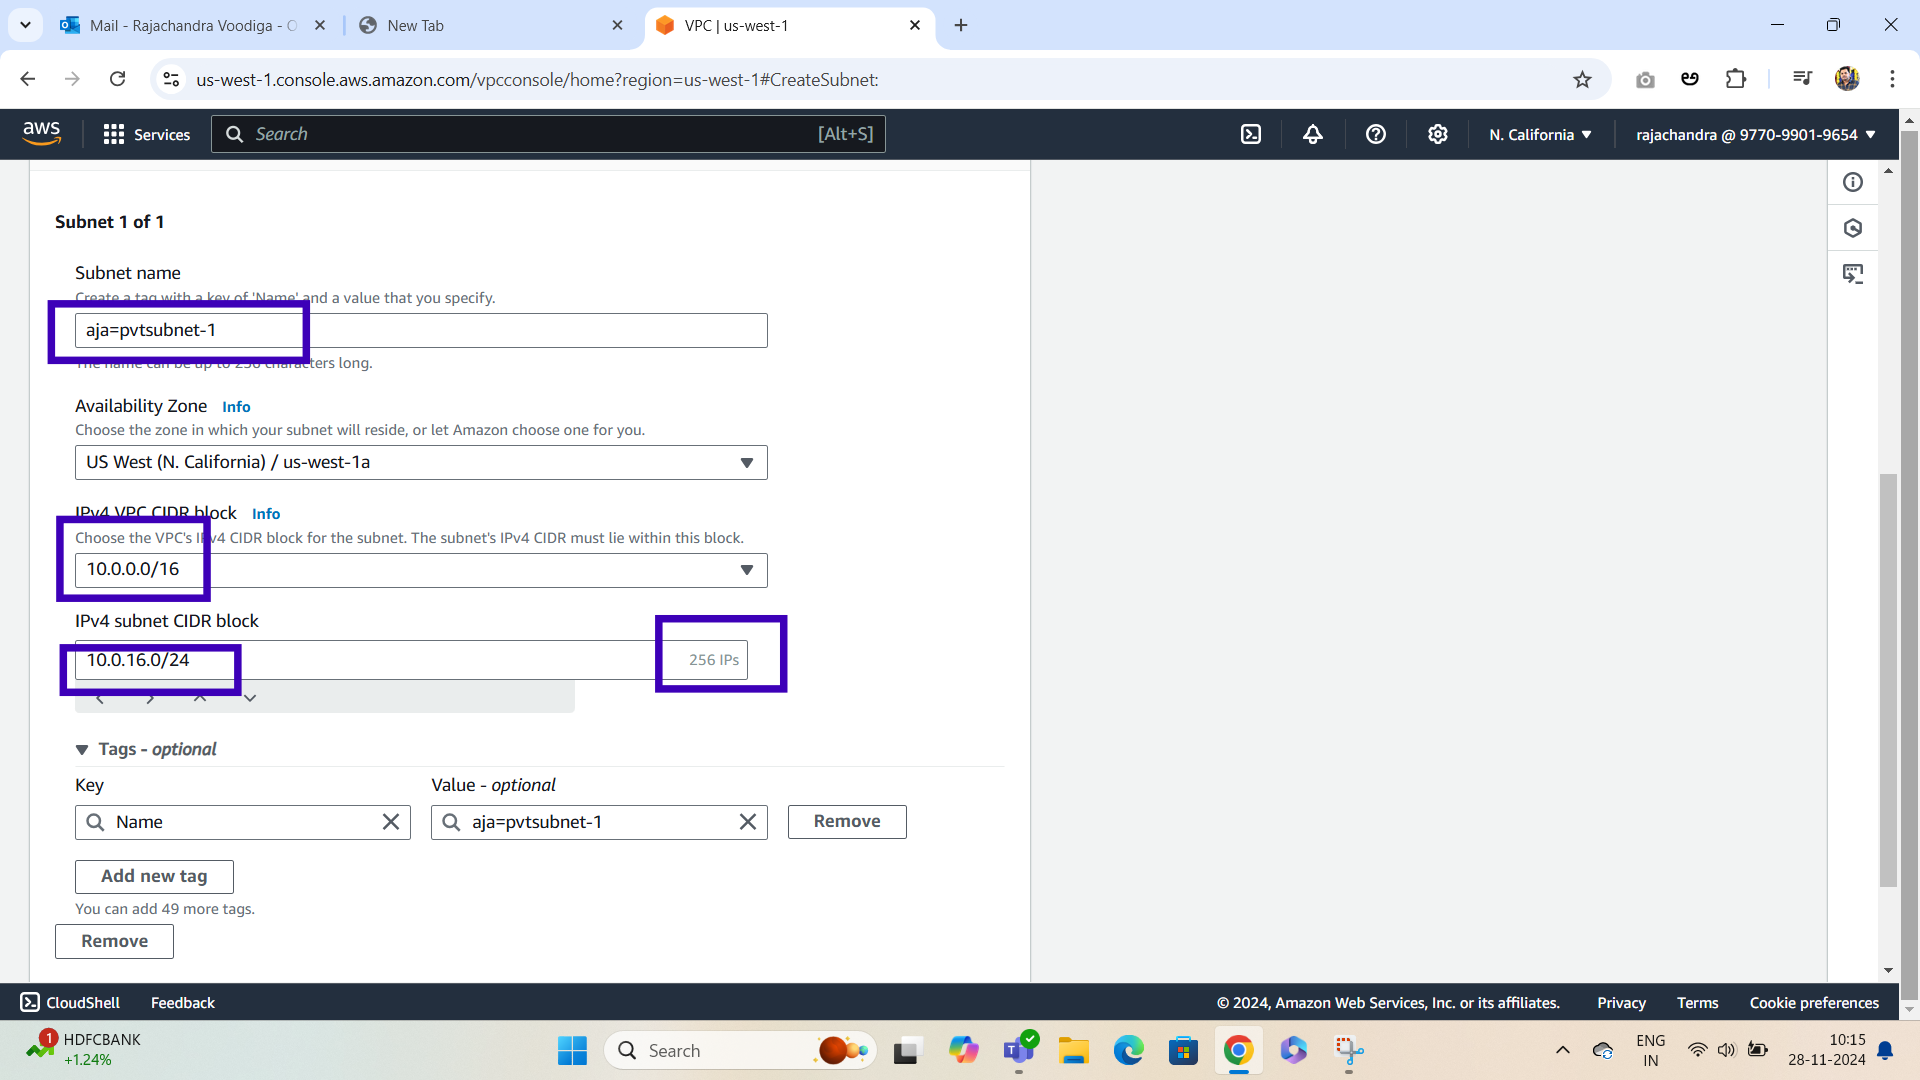 Mail - Rajachandra Voodiga - O
New Tab
VPC | us-west-1
us-west-1.console.aws.amazon.com/vpcconsole/home?region=us-west-1#CreateSubnet:
aws
Services
Search
[Alt+S]
N. California
rajachandra @ 9770-9901-9654
Subnet 1 of 1
Subnet name
Create a tag with a key of 'Name' and a value that you specify.
aja=pvtsubnet-1
The name can be up to 256 characters long.
Availability Zone Info
Choose the zone in which your subnet will reside, or let Amazon choose one for you.
US West (N. California) / us-west-1a
IPv4 VPC CIDR block Info
Choose the VPC's IPv4 CIDR block for the subnet. The subnet's IPv4 CIDR must lie within this block.
10.0.0.0/16
IPv4 subnet CIDR block
10.0.16.0/24
256 IPs
Tags - optional
Key
Value - optional
Name
aja=pvtsubnet-1
Remove
Add new tag
You can add 49 more tags.
Remove
CloudShell
Feedback
© 2024, Amazon Web Services, Inc. or its affiliates.
Privacy
Terms
Cookie preferences
1
HDFCBANK
+1.24%
Search
ENG
IN
10:15
28-11-2024